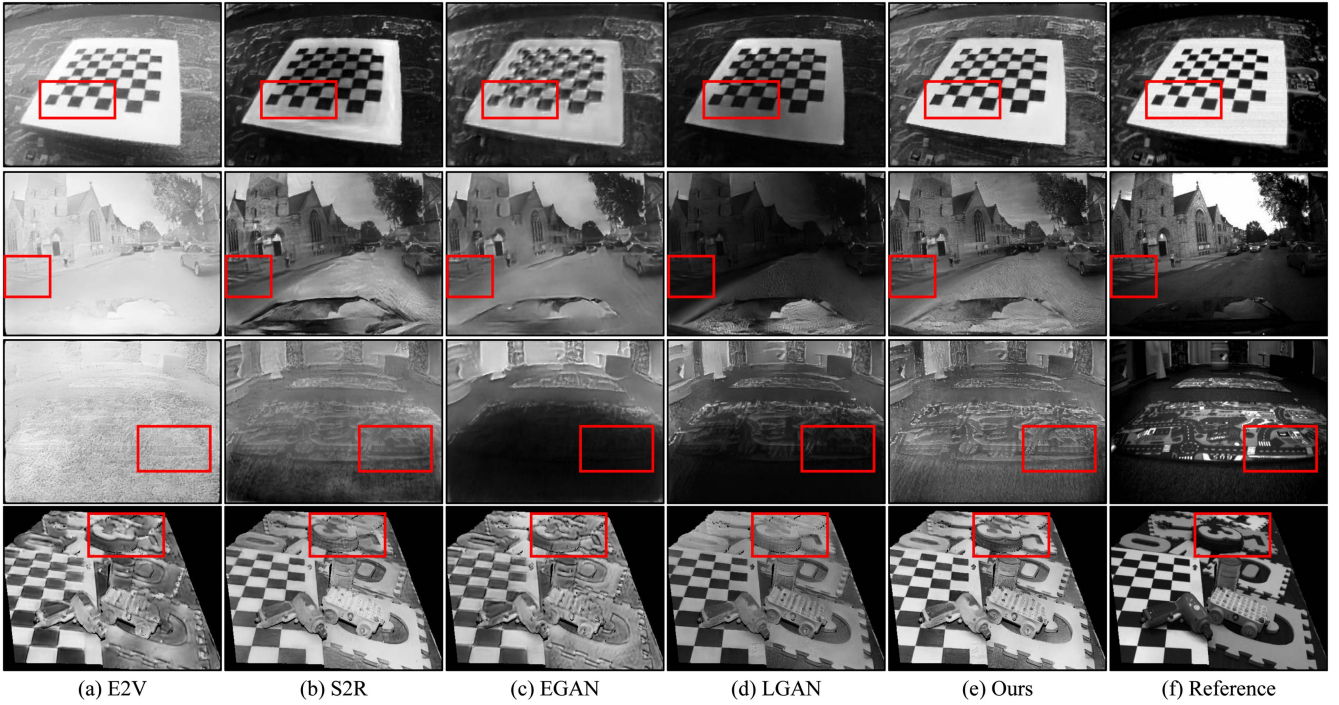 (a) E2V
(b) S2R
(c) EGAN
(d) LGAN
(e) Ours
(f) Reference